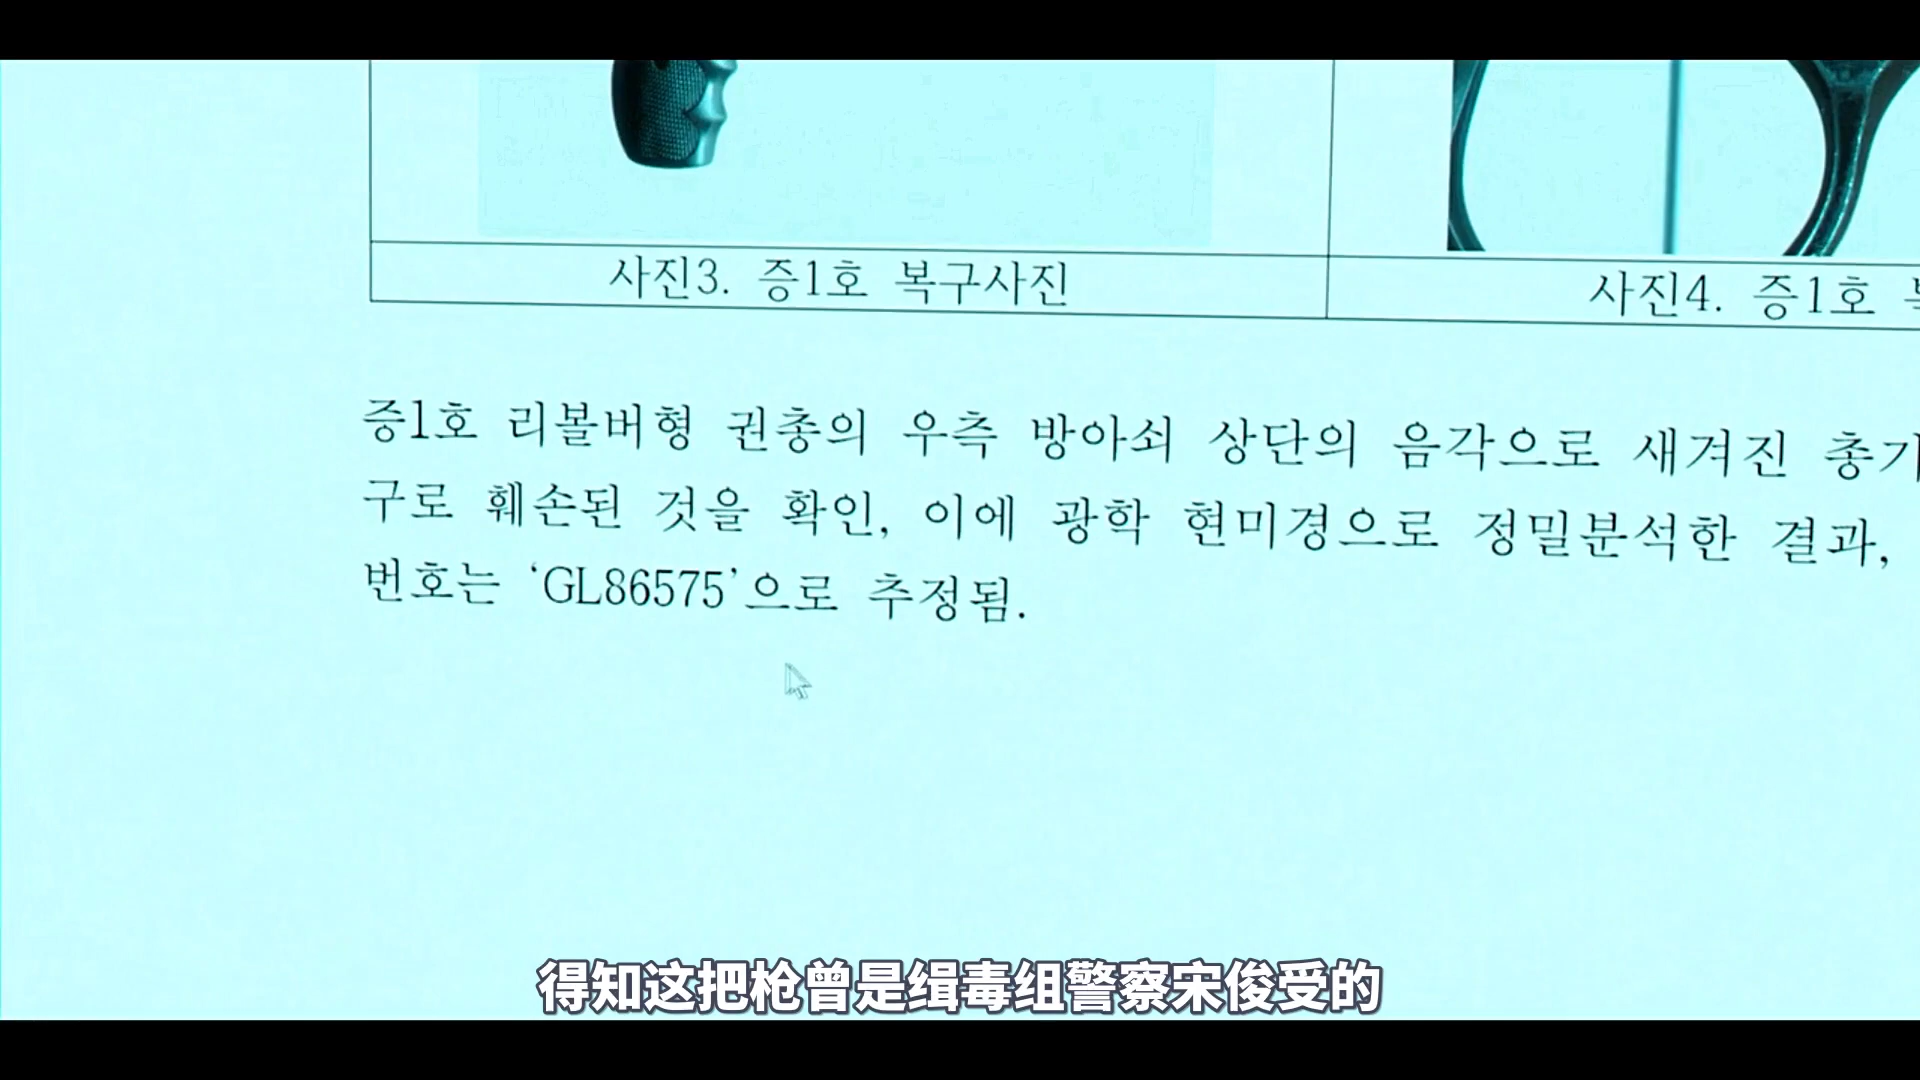 사진3. 증1호 복구사진
사진4. 증1호
증1호 리볼버형 권총의 우측 방아쇠 상단의 음각으로 새겨진 총기
구로 훼손된 것을 확인, 이에 광학 현미경으로 정밀분석한 결과,
번호는 ‘GL86575’으로 추정됨.
得知这把枪曾是缉毒组警察宋俊受的